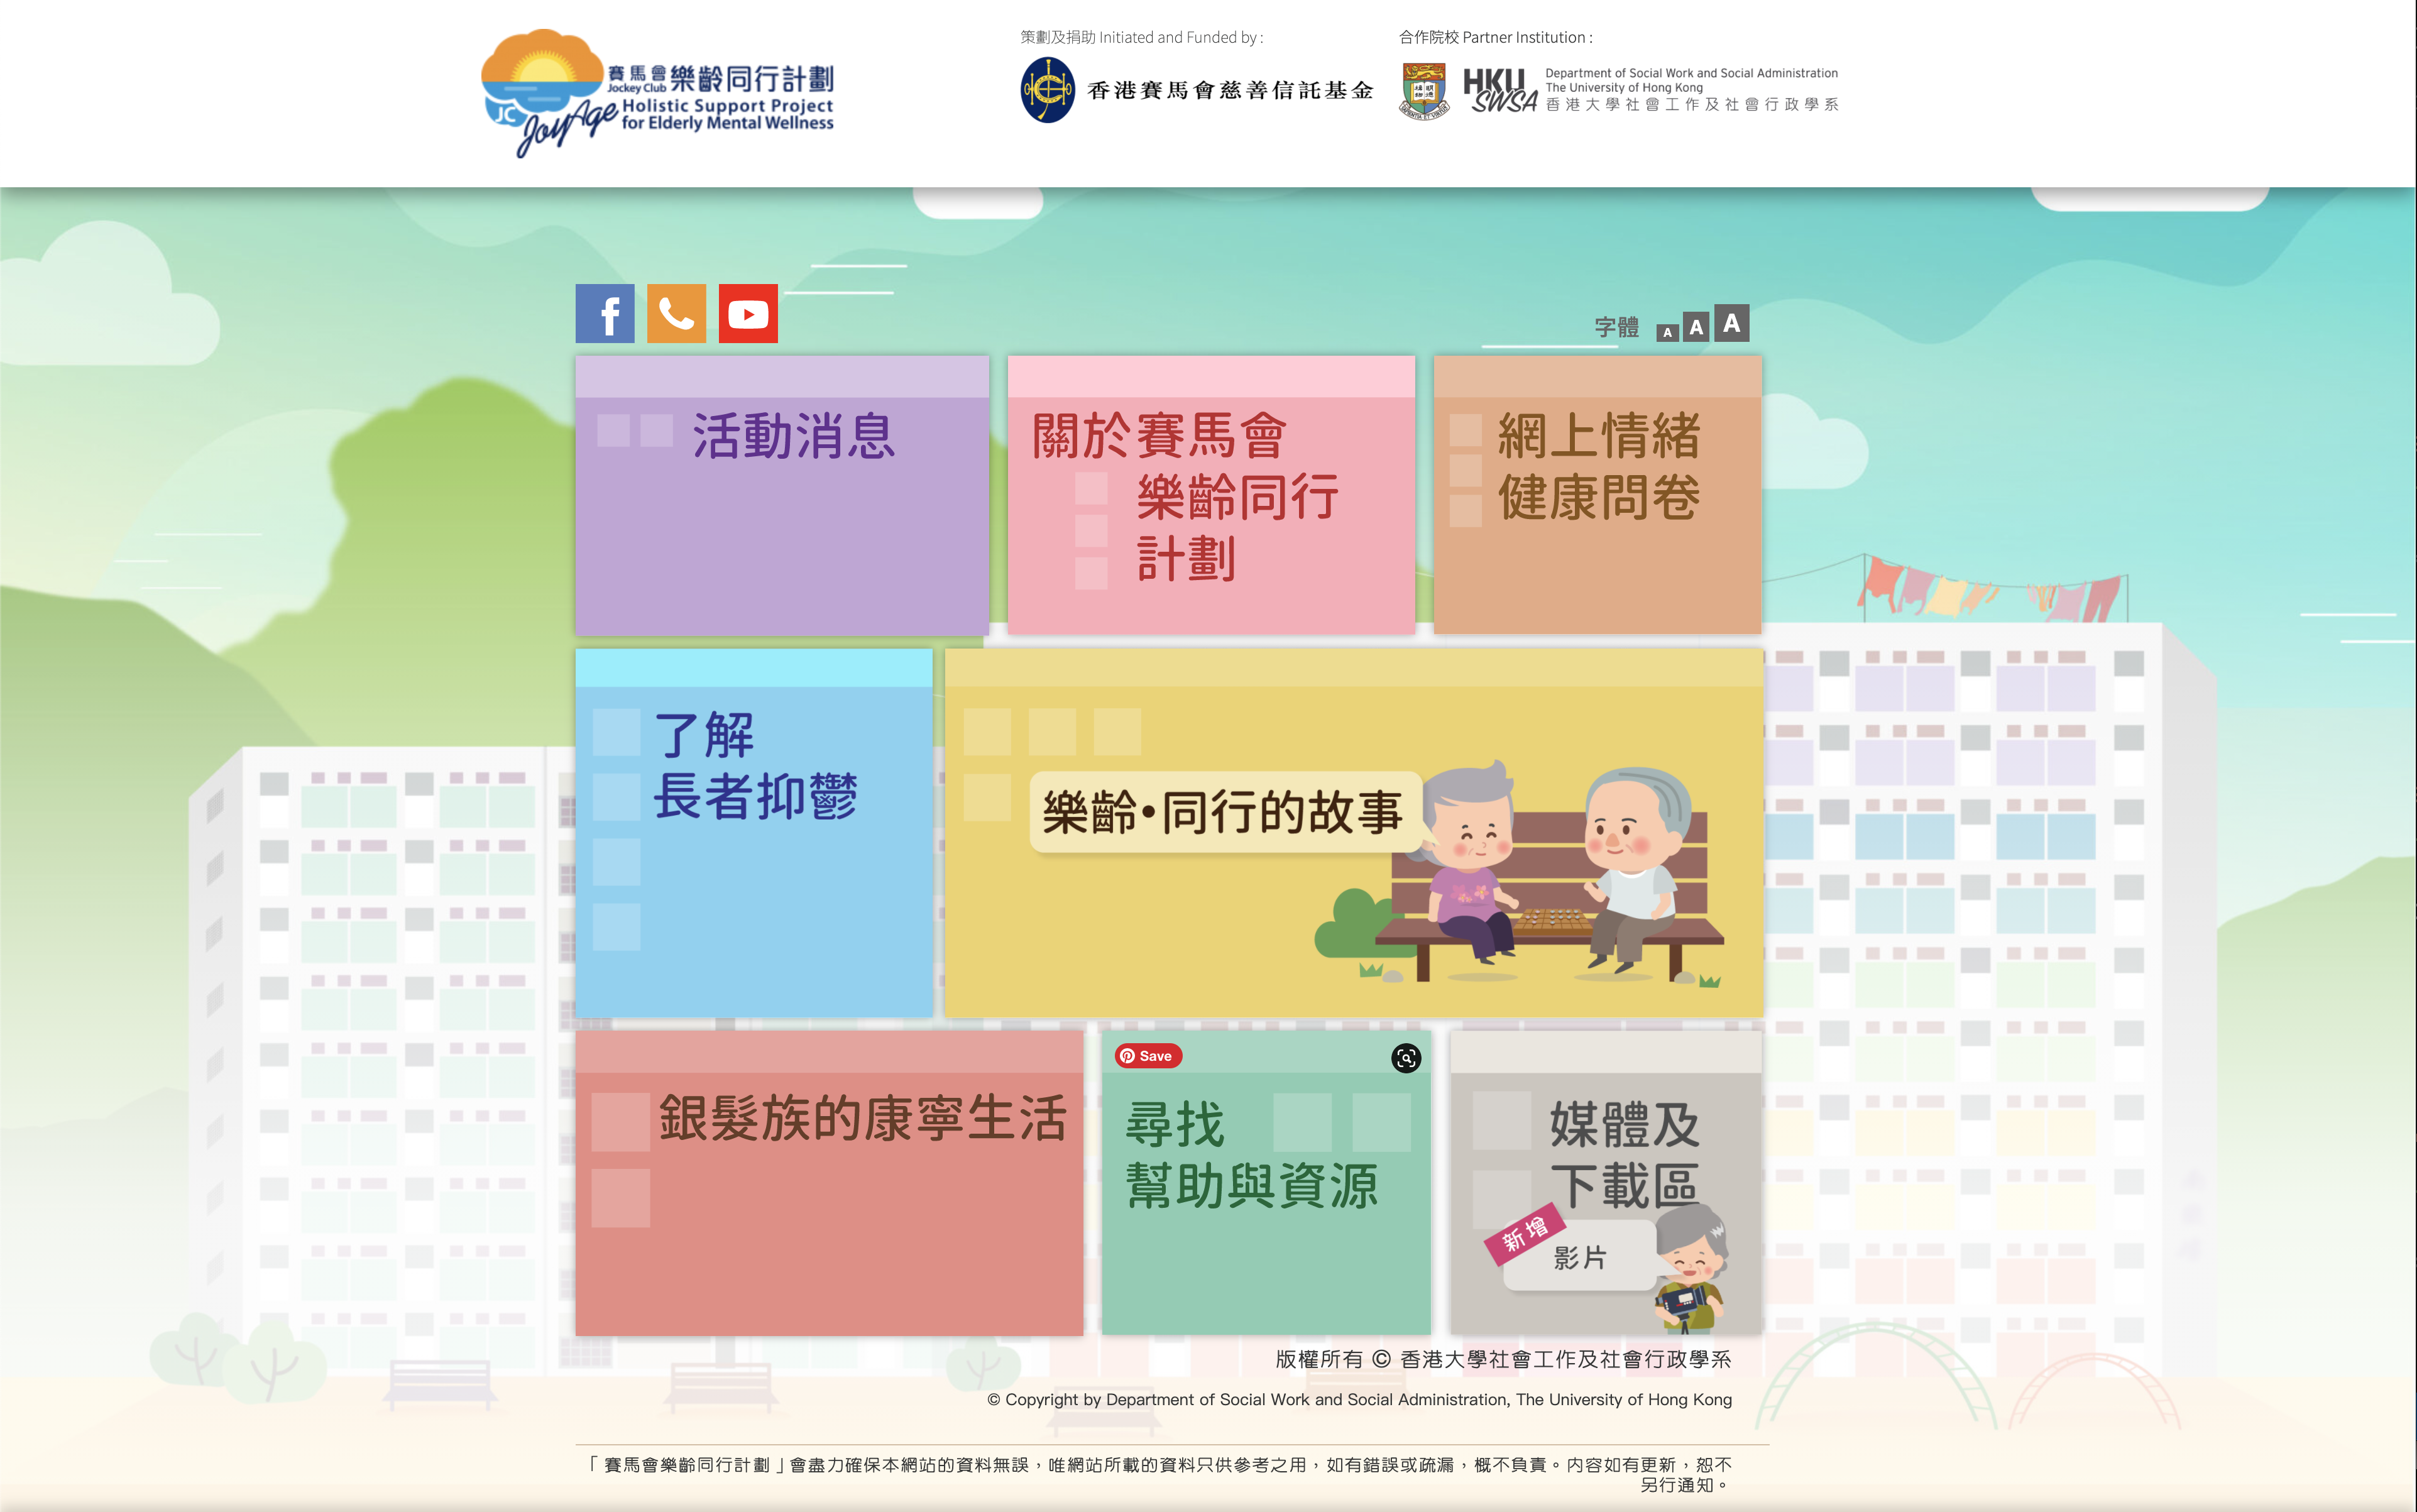 賽馬會樂齡同行計劃
Jockey Club
JC JoyAge Holistic Support Project
for Elderly Mental Wellness
策劃及捐助 Initiated and Funded by :
香港賽馬會慈善信託基金
合作院校 Partner Institution :
HKU
SWSA
Department of Social Work and Social Administration
The University of Hong Kong
香港大學社會工作及社會行政學系
字體 A A A
活動消息
關於賽馬會
樂齡同行
計劃
網上情緒
健康問卷
了解
長者抑鬱
樂齡•同行的故事
銀髮族的康寧生活
Save
尋找
幫助與資源
媒體及
下載區
新增
影片
版權所有 © 香港大學社會工作及社會行政學系
© Copyright by Department of Social Work and Social Administration, The University of Hong Kong
「 賽馬會樂齡同行計劃 」會盡力確保本網站的資料無誤，唯網站所載的資料只供參考之用，如有錯誤或疏漏，概不負責。內容如有更新，恕不
另行通知。